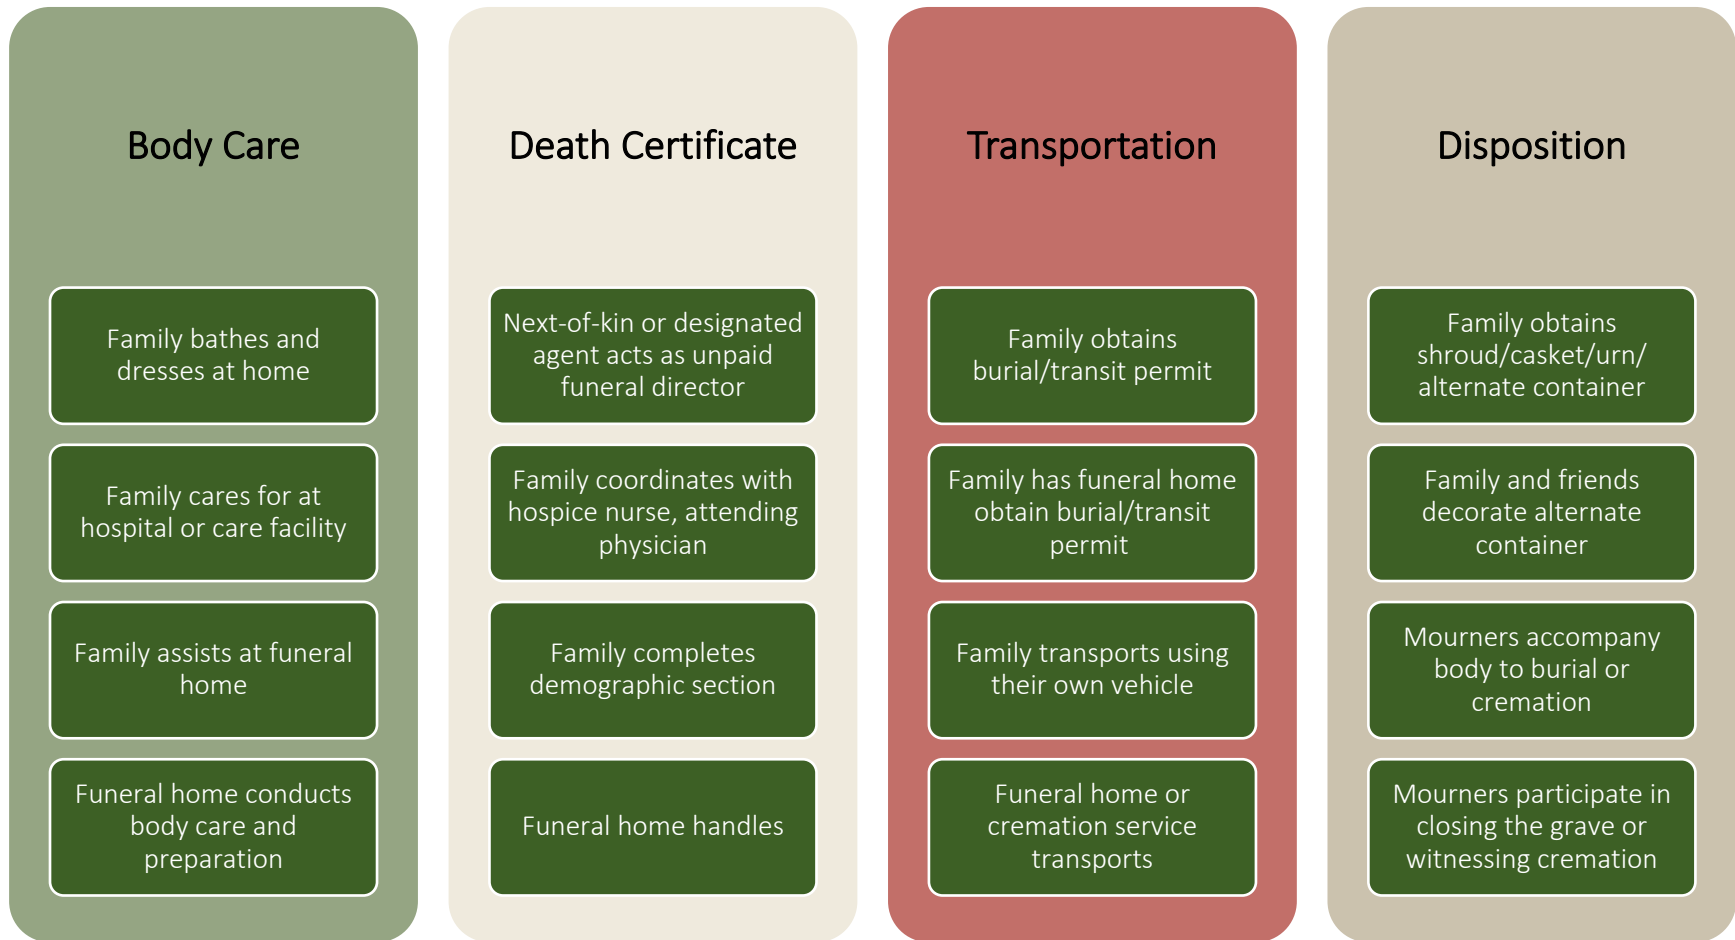 Body Care
Family bathes and
dresses at home
Family cares for at
hospital or care facility
Family assists at funeral
home
Funeral home conducts
body care and
preparation
Death Certificate
Next-of-kin or designated
agent acts as unpaid
funeral director
Family coordinates with
hospice nurse, attending
physician
Family completes
demographic section
Funeral home handles
Transportation
Family obtains
burial/transit permit
Family has funeral home
obtain burial/transit
permit
Family transports using
their own vehicle
Funeral home or
cremation service
transports
Disposition
Family obtains
shroud/casket/urn/
alternate container
Family and friends
decorate alternate
container
Mourners accompany
body to burial or
cremation
Mourners participate in
closing the grave or
witnessing cremation